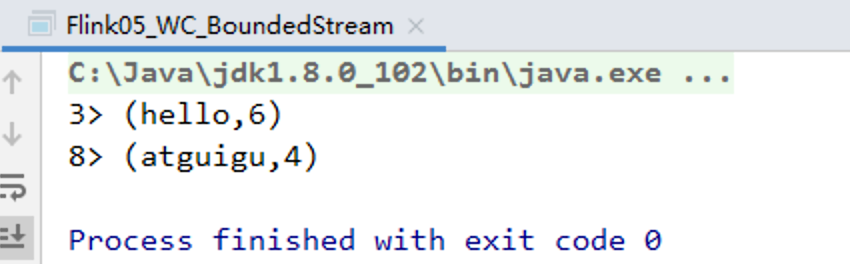 Flink05_WC_BoundedStream
C:\Java\jdk1.8.0_102\bin\java.exe ...
3> (hello,6)
8> (atguigu,4)
Process finished with exit code 0